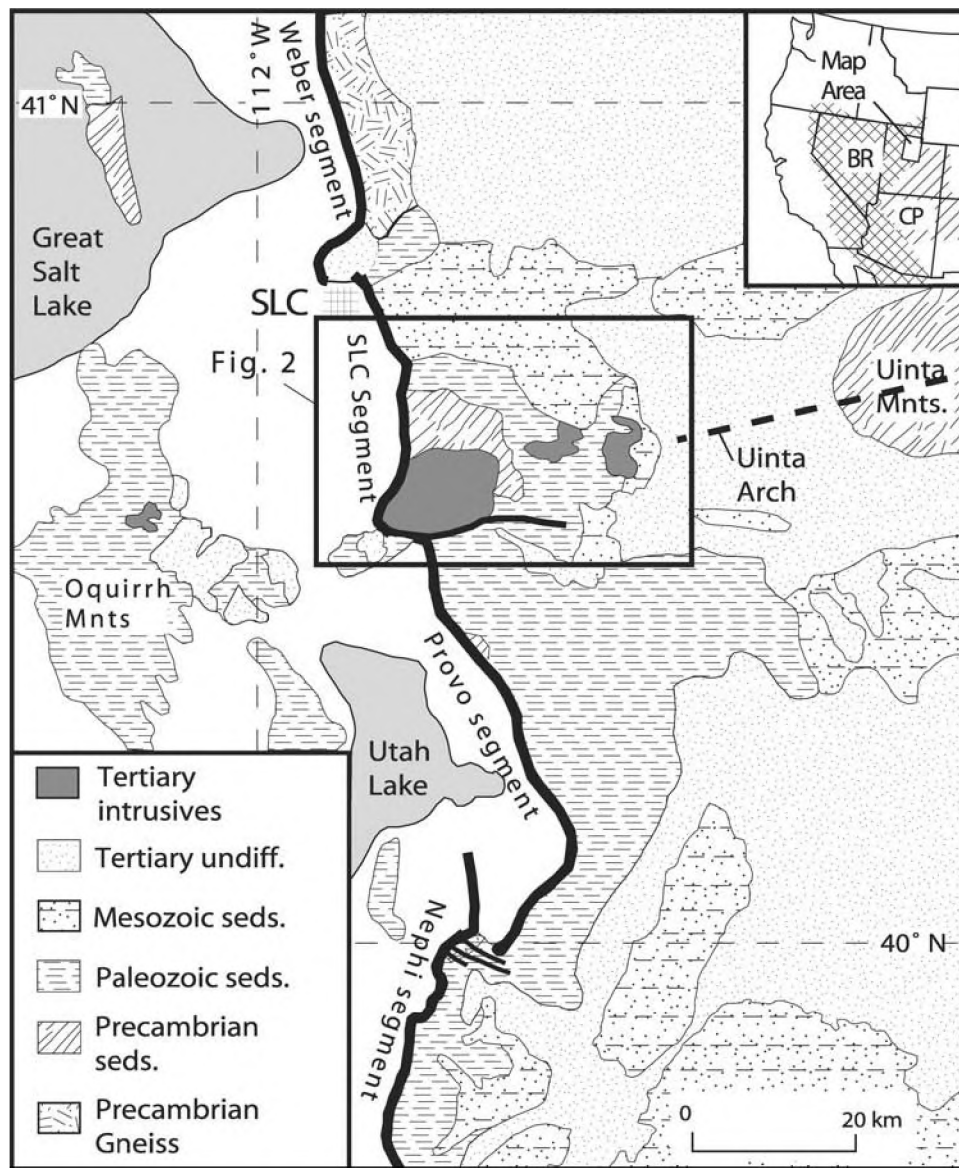 112°W
Weber segment
Map
Area
BR
CP
41° N
Great
Salt
Lake
SLC
Fig. 2
SLC Segment
Uinta
Mnts.
Uinta
Arch
Oquirrh
Mnts
Provo segment
Utah
Lake
Nephi segment
40° N
Tertiary
intrusives
Tertiary undiff.
Mesozoic seds.
Paleozoic seds.
Precambrian
seds.
Precambrian
Gneiss
0
20 km